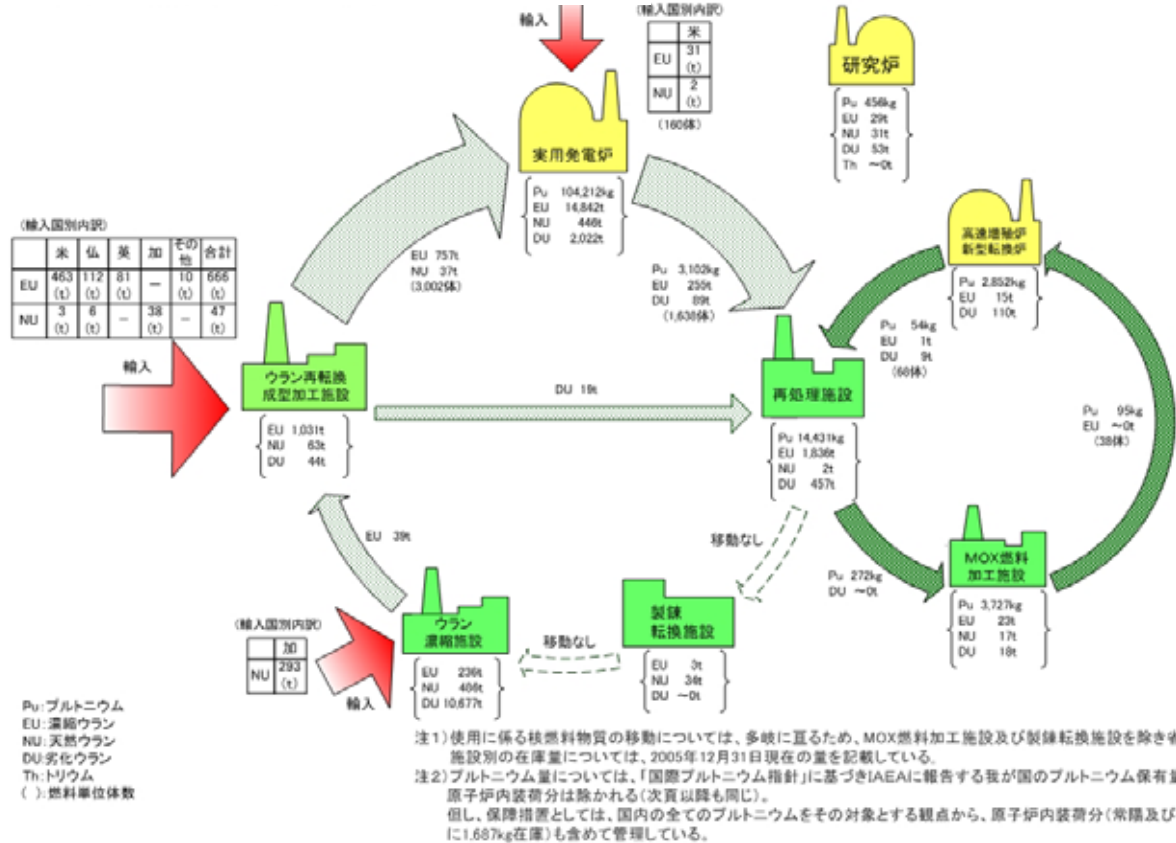 輸入
(輸入国別内訳)
米
EU 31(t)
NU 2(t)
(160体)
研究炉
Pu 456kg
EU 29t
NU 31t
DU 53t
Th ～0t
実用発電炉
Pu 104,212kg
EU 14,842t
NU 446t
DU 2,022t
(輸入国別内訳)
米 仏 英 加 その他 合計
EU 463(t) 112(t) 81(t) － 10(t) 666(t)
NU 3(t) 6(t) － 38(t) － 47(t)
輸入
EU 757t
NU 37t
(3,002体)
Pu 3,102kg
EU 255t
DU 89t
(1,638体)
高速増殖炉
新型転換炉
Pu 2,852kg
EU 15t
DU 110t
Pu 54kg
EU 1t
DU 9t
(68体)
ウラン再転換
成型加工施設
EU 1,031t
NU 63t
DU 44t
DU 19t
再処理施設
Pu 14,431kg
EU 1,836t
NU 2t
DU 457t
Pu 95kg
EU ～0t
(38体)
EU 39t
移動なし
Pu 272kg
DU ～0t
MOX燃料
加工施設
Pu 3,727kg
EU 23t
NU 17t
DU 18t
(輸入国別内訳)
加
NU 293(t)
輸入
ウラン
濃縮施設
EU 236t
NU 486t
DU 10,677t
移動なし
製錬
転換施設
EU 3t
NU 34t
DU ～0t
Pu:プルトニウム
EU:濃縮ウラン
NU:天然ウラン
DU:劣化ウラン
Th:トリウム
( ):燃料単位体数
注1)使用に係る核燃料物質の移動については、多岐に亘るため、MOX燃料加工施設及び製錬転換施設を除き省
施設別の在庫量については、2005年12月31日現在の量を記載している。
注2)プルトニウム量については、「国際プルトニウム指針」に基づきIAEAに報告する我が国のプルトニウム保有量
原子炉内装荷分は除かれる(次頁以降も同じ)。
但し、保障措置としては、国内の全てのプルトニウムをその対象とする観点から、原子炉内装荷分(常陽及び
に1,687kg在庫)も含めて管理している。